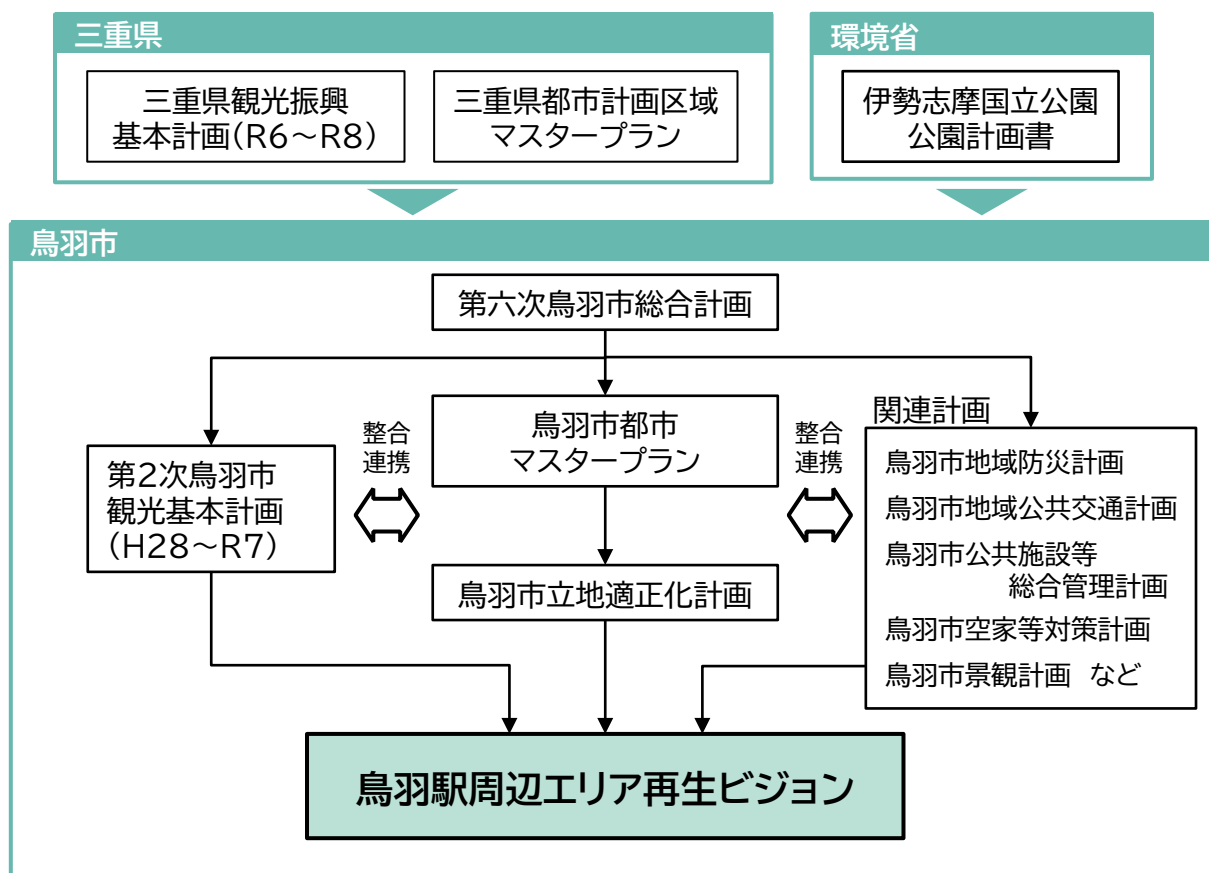 三重県
三重県観光振興
基本計画(R6～R8)
三重県都市計画区域
マスタープラン
環境省
伊勢志摩国立公園
公園計画書
鳥羽市
第六次鳥羽市総合計画
第2次鳥羽市
観光基本計画
(H28～R7)
整合
連携
鳥羽市都市
マスタープラン
整合
連携
関連計画
鳥羽市地域防災計画
鳥羽市地域公共交通計画
鳥羽市公共施設等
総合管理計画
鳥羽市空家等対策計画
鳥羽市景観計画 など
鳥羽市立地適正化計画
鳥羽駅周辺エリア再生ビジョン